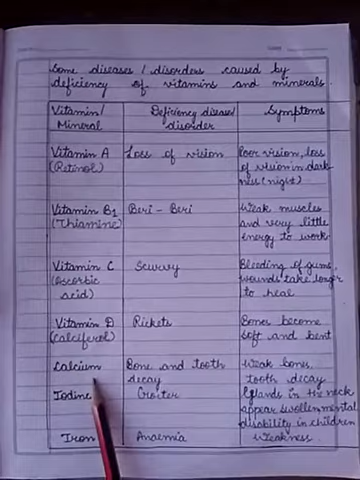 Some diseases / disorders caused by
deficiency of vitamins and minerals.
Vitamin/ Mineral Deficiency disease/ disorder Symptoms
Vitamin A Loss of vision Poor vision, loss
(Retinol) of vision in dark-
ness (night)
Vitamin B1 Beri - Beri Weak muscles
(Thiamine) and very little
energy to work
Vitamin C Scurvy Bleeding of gums,
(Ascorbic wounds take longer
acid) to heal
Vitamin D Rickets Bones become
(Calciferol) soft and bent
Calcium Bone and tooth Weak bones,
decay tooth decay
Iodine Goiter Glands in the neck
appear swollen, mental
disability in children
Iron Anaemia Weakness